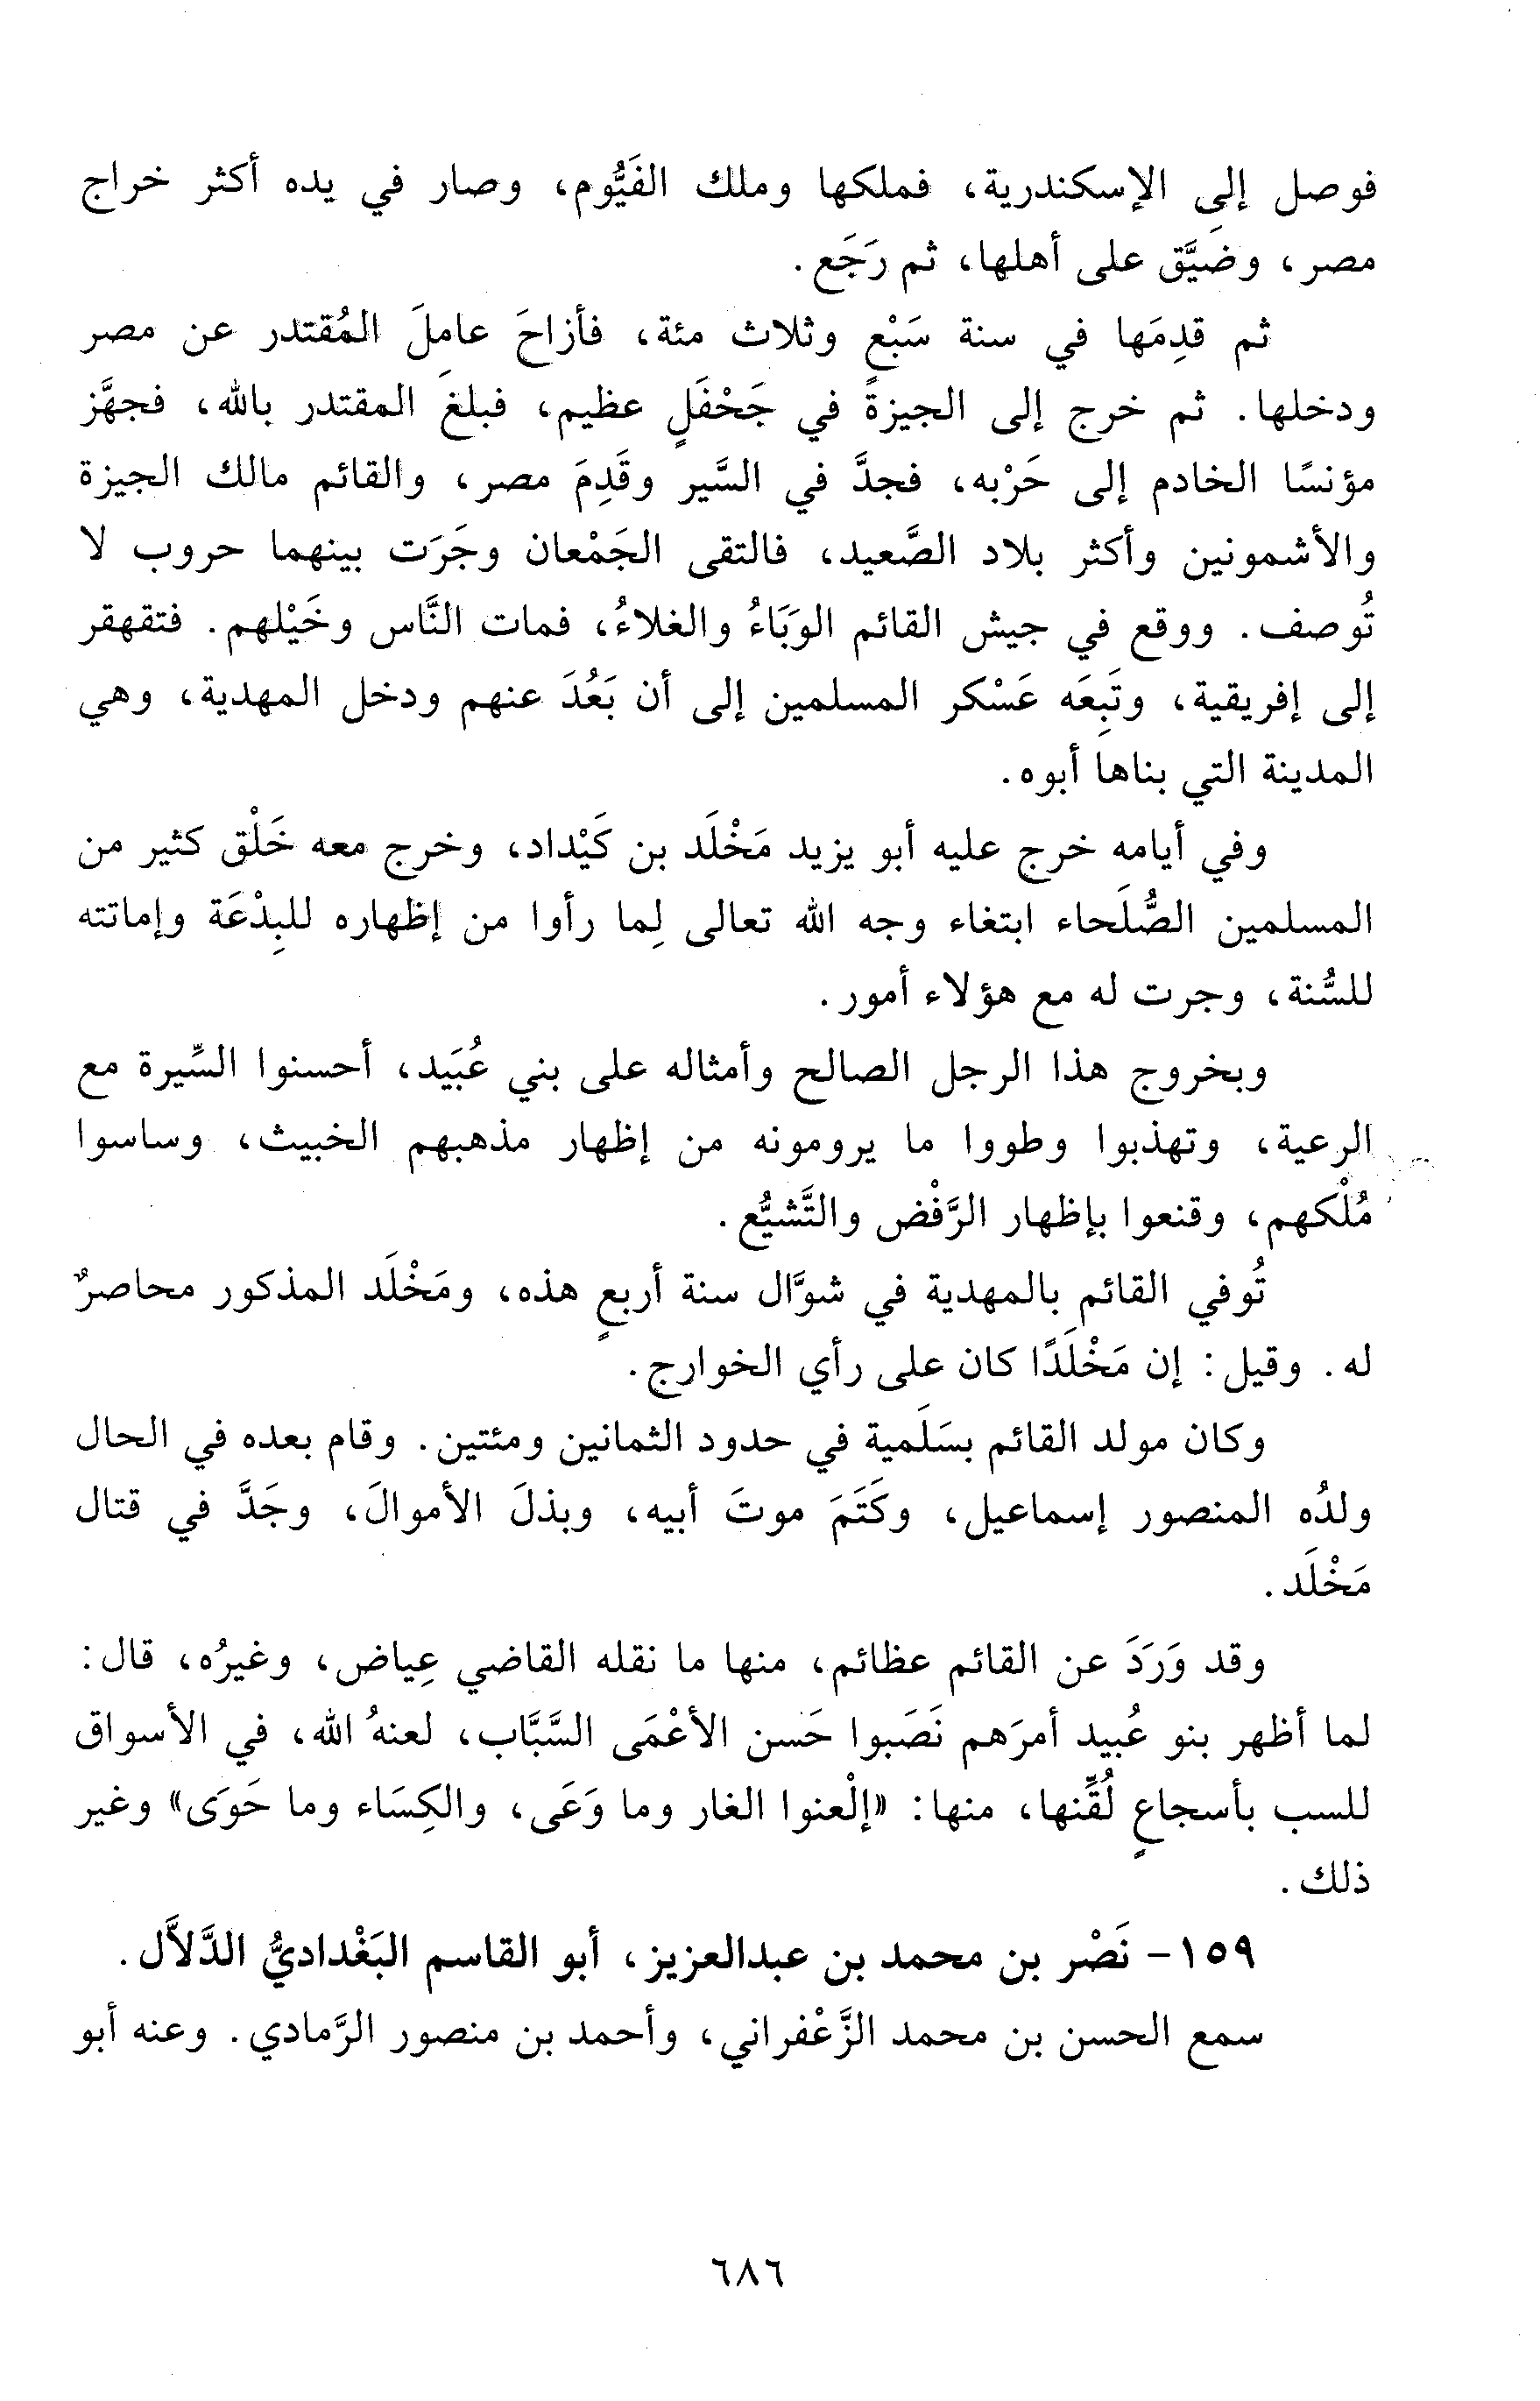 فوصل إلى الإسكندرية، فملكها وملك الفَيُّوم، وصار في يده أكثر خراج
مصر، وضَيَّق على أهلها، ثم رَجَع.
ثم قدِمَها في سنة سَبْعٍ وثلاث مئة، فأزاحَ عامِلَ المُقتدر عن مصر
ودخلها. ثم خرج إلى الجيزةً في جَحْفَلٍ عظيم، فبلغَ المقتدر بالله، فجهَّز
مؤنسًا الخادم إلى حَرْبه، فجدَّ في السَّير وقَدِمَ مصر، والقائم مالك الجيزة
والأشمونين وأكثر بلاد الصَّعيد، فالتقى الجَمْعان وجَرَت بينهما حروب لا
تُوصف. ووقع في جيش القائم الوَبَاءُ والغلاءُ، فمات النَّاس وخَيْلهم. فتقهقر
إلى إفريقية، وتَبِعَه عَسْكر المسلمين إلى أن بَعُدَ عنهم ودخل المهدية، وهي
المدينة التي بناها أبوه.
وفي أيامه خرج عليه أبو يزيد مَخْلَد بن كَيْداد، وخرج معه خَلْق كثير من
المسلمين الصُّلَحاء ابتغاء وجه الله تعالى لِما رأوا من إظهاره للبِدْعَة وإماتته
للسُّنة، وجرت له مع هؤلاء أمور.
وبخروج هذا الرجل الصالح وأمثاله على بني عُبَيد، أحسنوا السِّيرة مع
الرعية، وتهذبوا وطووا ما يرومونه من إظهار مذهبهم الخبيث، وساسوا
مُلْكهم، وقنعوا بإظهار الرَّفْض والتَّشيُّع.
تُوفي القائم بالمهدية في شوَّال سنة أربعٍ هذه، ومَخْلَد المذكور محاصرٌ
له. وقيل: إن مَخْلَدًا كان على رأي الخوارج.
وكان مولد القائم بسَلَمية في حدود الثمانين ومئتين. وقام بعده في الحال
ولدُه المنصور إسماعيل، وكَتَمَ موتَ أبيه، وبذلَ الأموالَ، وجَدَّ في قتال
مَخْلَد.
وقد وَرَدَ عن القائم عظائم، منها ما نقله القاضي عِياض، وغيرُه، قال:
لما أظهر بنو عُبيد أمرَهم نَصَبوا حَسن الأعْمَى السَّبَّاب، لعنهُ الله، في الأسواق
للسب بأسجاعٍ لُقِّنها، منها: «إلْعنوا الغار وما وَعَى، والكِسَاء وما حَوَى» وغير
ذلك.
١٥٩- نَصْر بن محمد بن عبدالعزيز، أبو القاسم البَغْداديُّ الدَّلاَّل.
سمع الحسن بن محمد الزَّعْفراني، وأحمد بن منصور الرَّمادي. وعنه أبو
٦٨٦